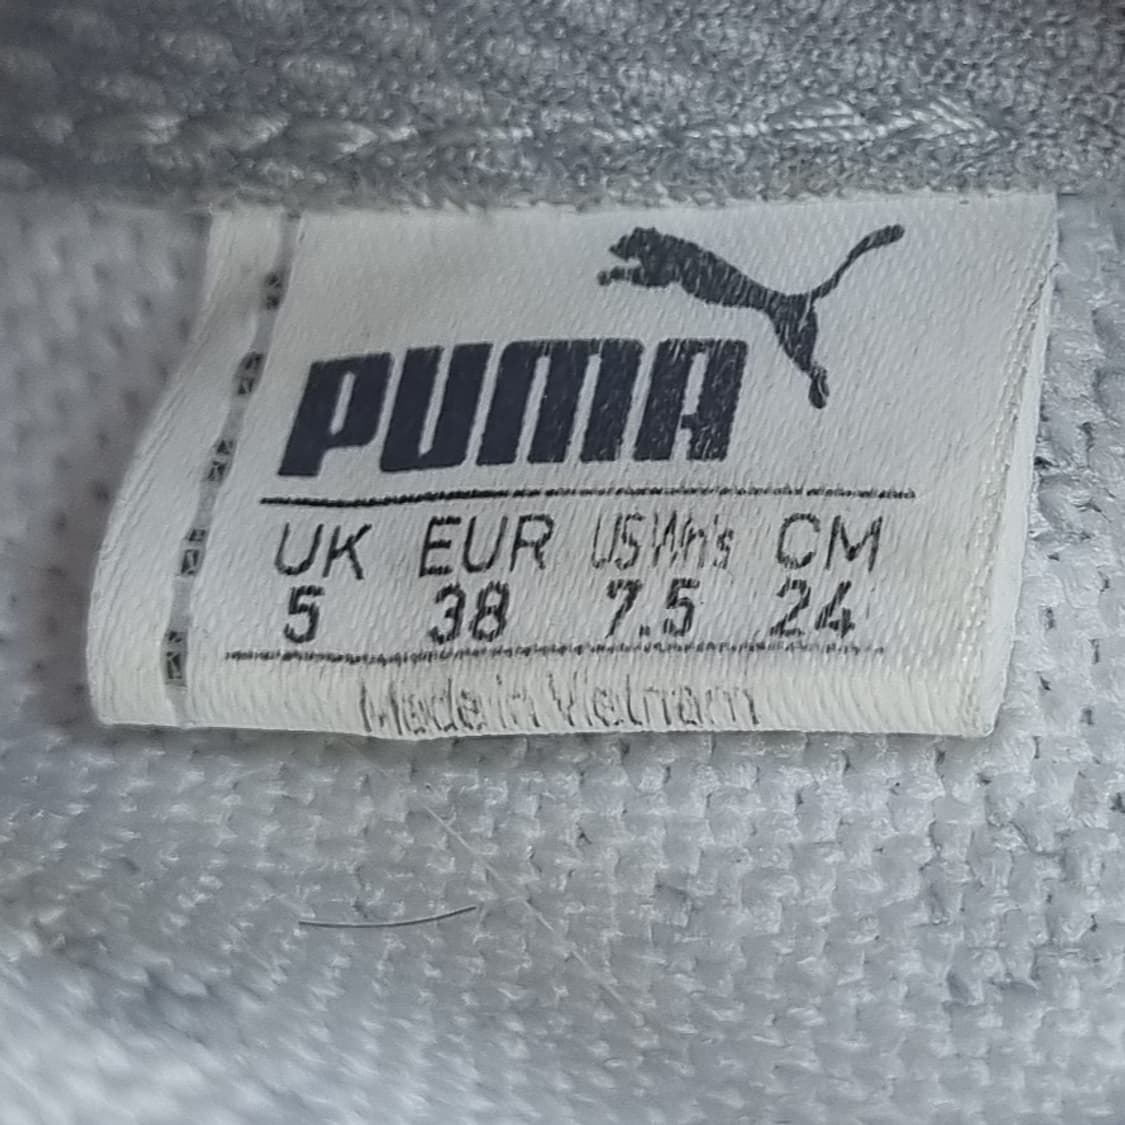 PUMA
UK EUR US Wn's CM
5 38 7.5 24
Made in Vietnam